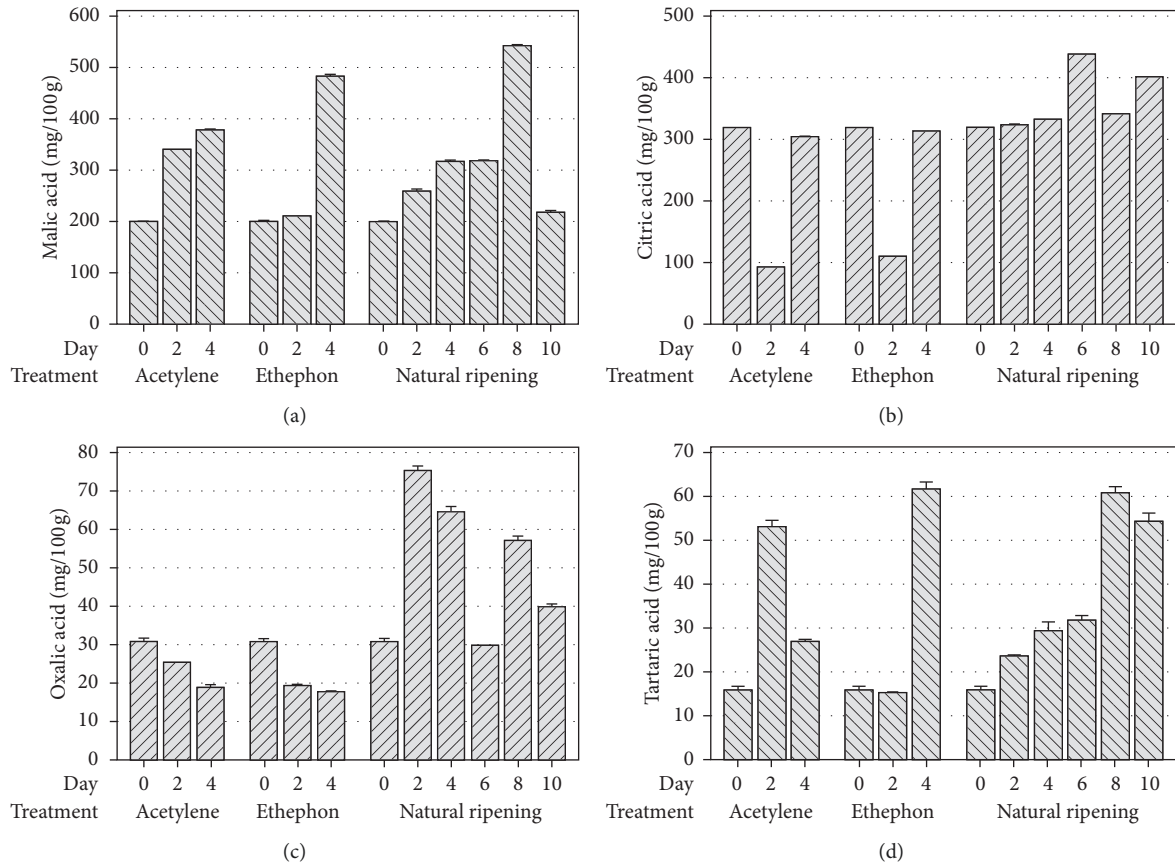 600
500
400
300
200
100
0
Malic acid (mg/100g)
Day 0 2 4 0 2 4 0 2 4 6 8 10
Treatment Acetylene Ethephon Natural ripening
(a)
500
400
300
200
100
0
Citric acid (mg/100g)
Day 0 2 4 0 2 4 0 2 4 6 8 10
Treatment Acetylene Ethephon Natural ripening
(b)
80
70
60
50
40
30
20
10
0
Oxalic acid (mg/100g)
Day 0 2 4 0 2 4 0 2 4 6 8 10
Treatment Acetylene Ethephon Natural ripening
(c)
70
60
50
40
30
20
10
0
Tartaric acid (mg/100g)
Day 0 2 4 0 2 4 0 2 4 6 8 10
Treatment Acetylene Ethephon Natural ripening
(d)